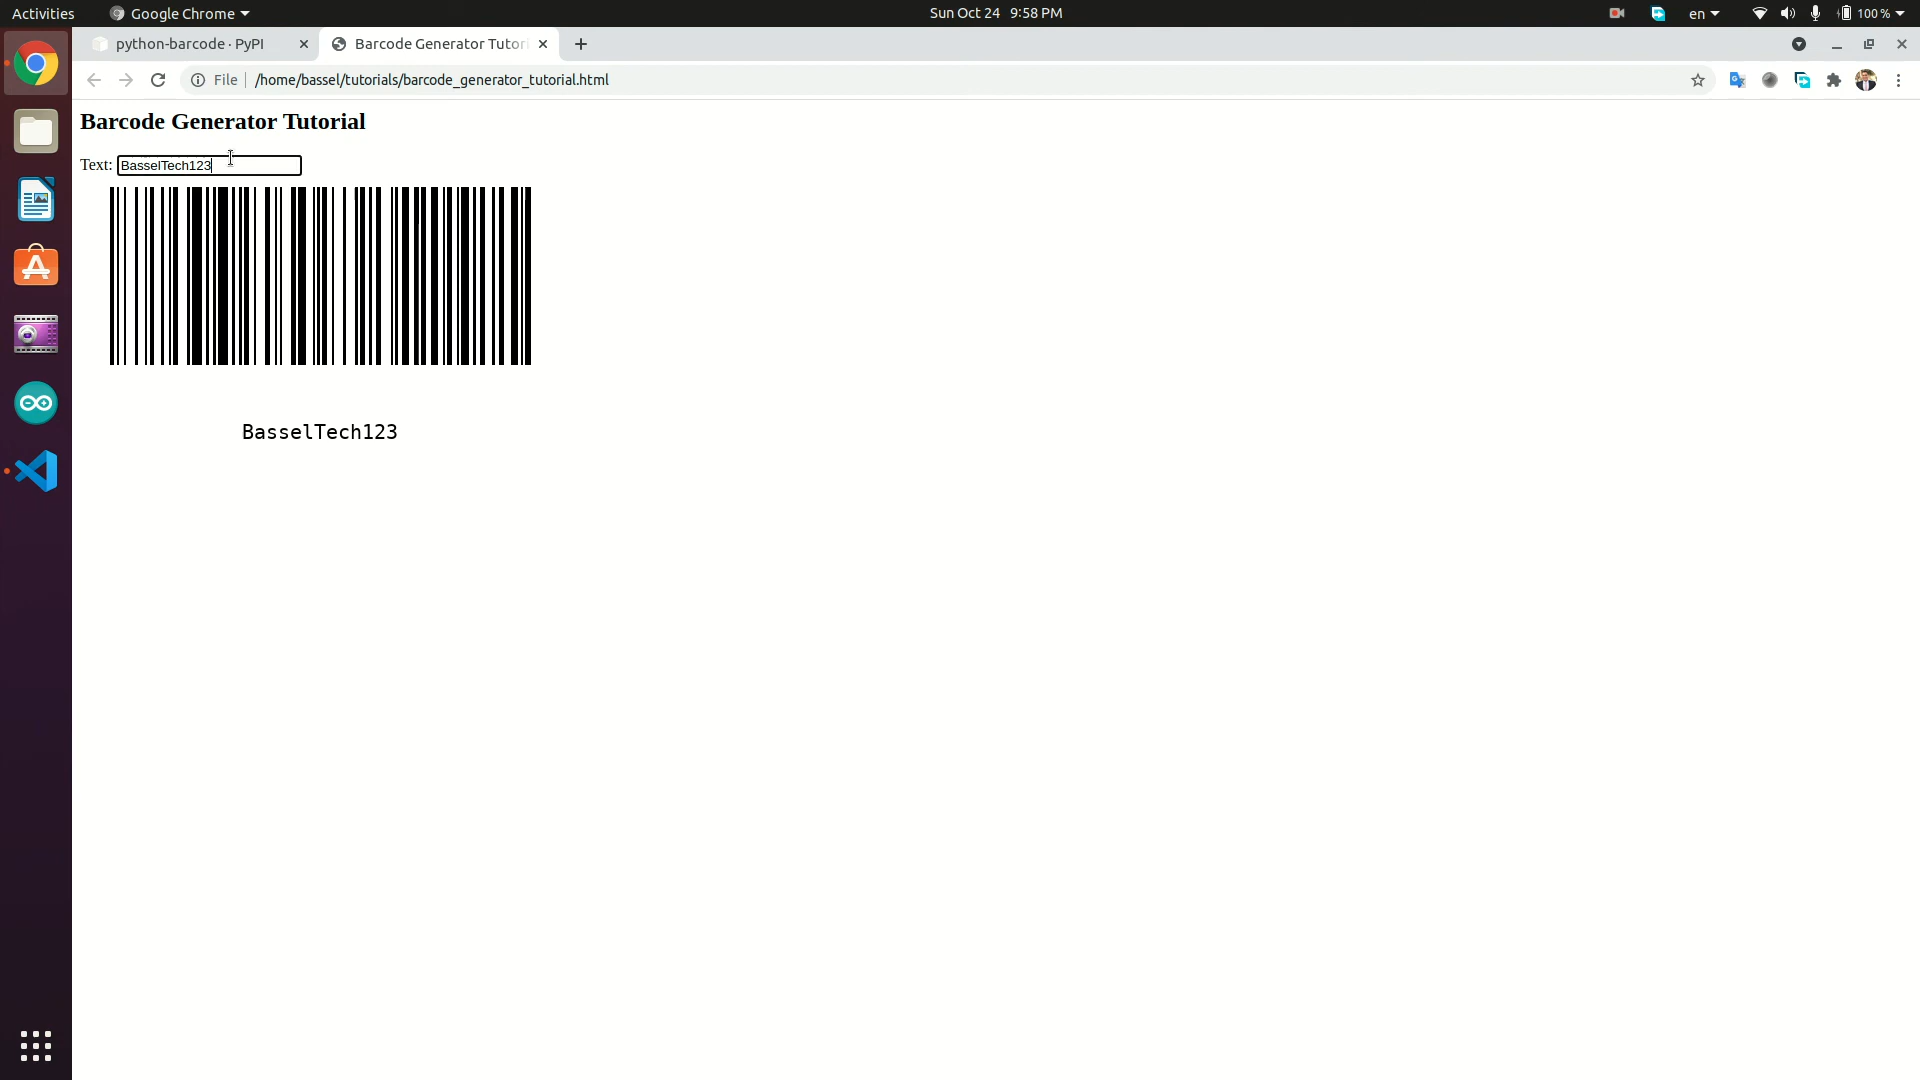 Activities
Google Chrome
Sun Oct 24 9:58 PM
en
100 %
python-barcode · PyPI
Barcode Generator Tutori
File
/home/bassel/tutorials/barcode_generator_tutorial.html
Barcode Generator Tutorial
Text: BasselTech123
BasselTech123